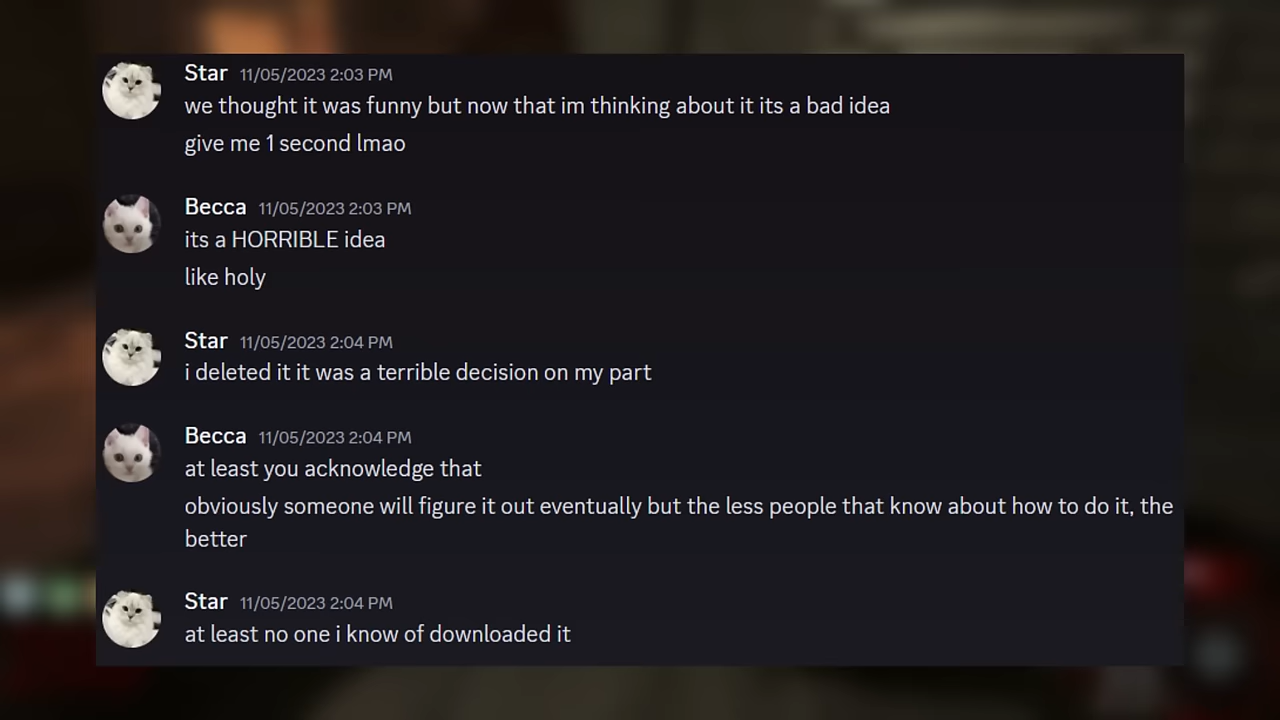 Star 11/05/2023 2:03 PM
we thought it was funny but now that im thinking about it its a bad idea
give me 1 second lmao
Becca 11/05/2023 2:03 PM
its a HORRIBLE idea
like holy
Star 11/05/2023 2:04 PM
i deleted it it was a terrible decision on my part
Becca 11/05/2023 2:04 PM
at least you acknowledge that
obviously someone will figure it out eventually but the less people that know about how to do it, the
better
Star 11/05/2023 2:04 PM
at least no one i know of downloaded it